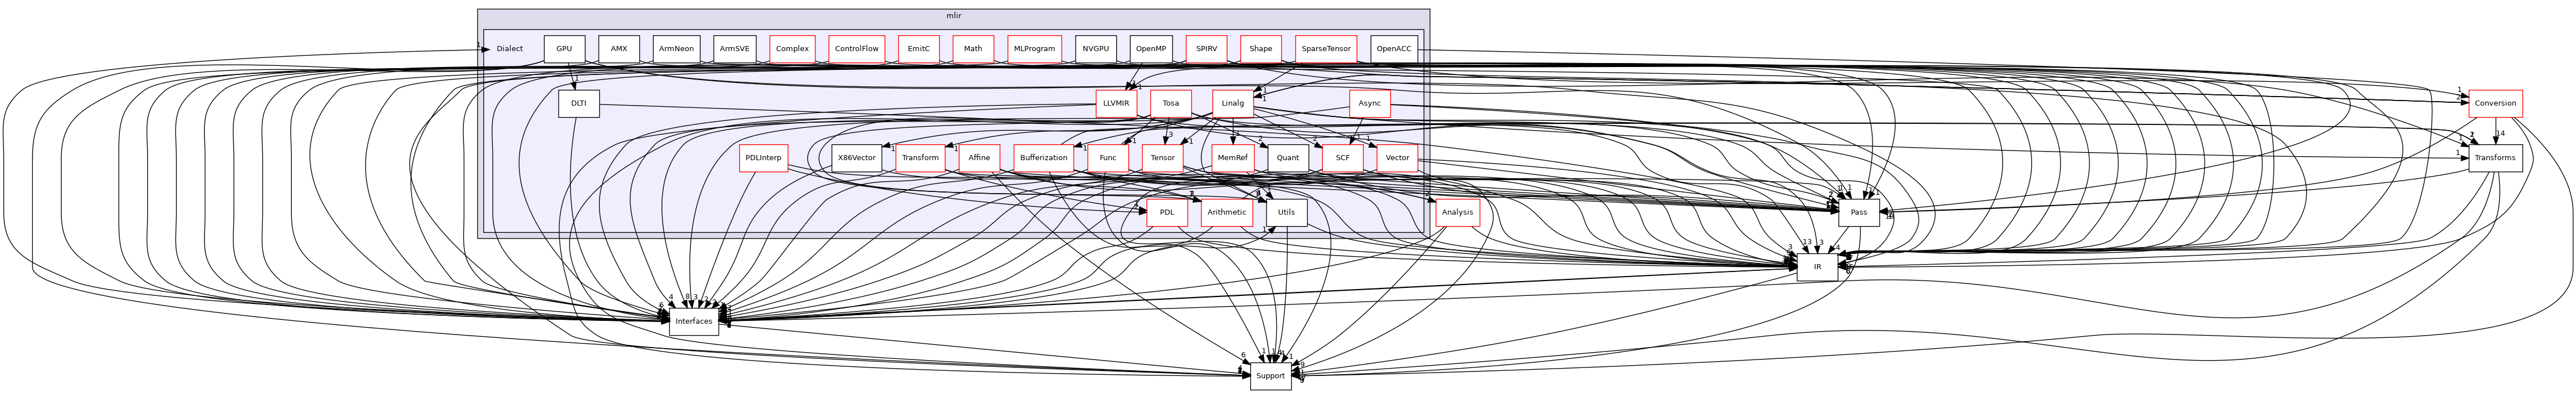 mlir
Dialect GPU AMX ArmNeon ArmSVE Complex ControlFlow EmitC Math MLProgram NVGPU OpenMP SPIRV Shape SparseTensor OpenACC
DLTI LLVMIR Tosa Linalg Async Conversion
PDLInterp X86Vector Transform Affine Bufferization Func Tensor MemRef Quant SCF Vector Transforms
PDL Arithmetic Utils Analysis Pass
IR
Interfaces
Support